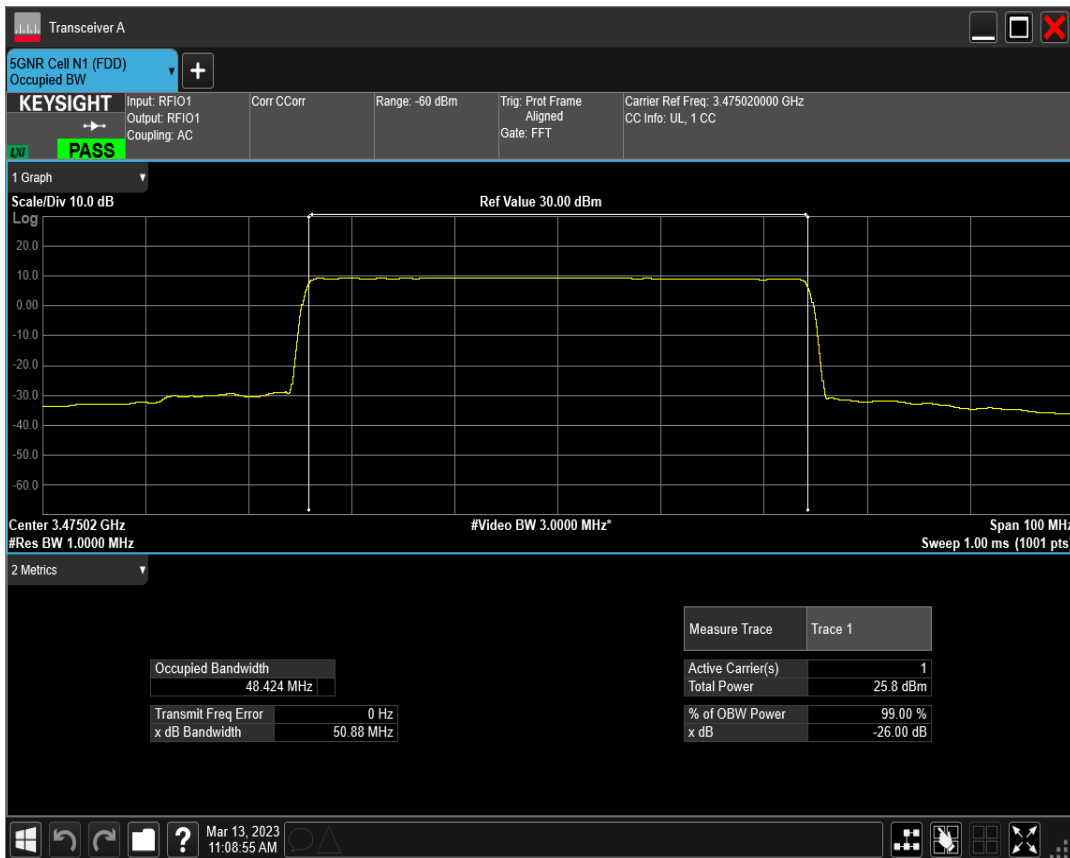 Transceiver A
5GNR Cell N1 (FDD)
Occupied BW
+
KEYSIGHT
LXI
PASS
Input: RFIO1
Output: RFIO1
Coupling: AC
Corr CCorr
Range: -60 dBm
Trig: Prot Frame
Aligned
Gate: FFT
Carrier Ref Freq: 3.475020000 GHz
CC Info: UL, 1 CC
1 Graph
Scale/Div 10.0 dB
Ref Value 30.00 dBm
Log
20.0
10.0
0.00
-10.0
-20.0
-30.0
-40.0
-50.0
-60.0
Center 3.47502 GHz
#Video BW 3.0000 MHz*
Span 100 MHz
#Res BW 1.0000 MHz
Sweep 1.00 ms (1001 pts)
2 Metrics
Measure Trace Trace 1
Occupied Bandwidth
48.424 MHz
Active Carrier(s) 1
Total Power 25.8 dBm
Transmit Freq Error 0 Hz
x dB Bandwidth 50.88 MHz
% of OBW Power 99.00 %
x dB -26.00 dB
?
Mar 13, 2023
11:08:55 AM